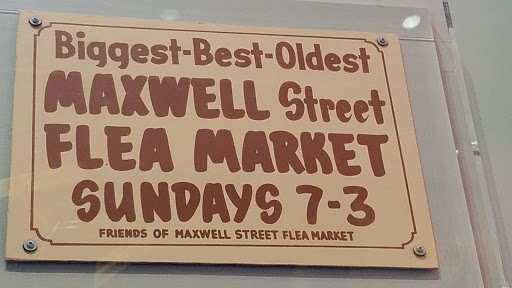 Biggest-Best-Oldest
MAXWELL Street
FLEA MARKET
SUNDAYS 7-3
FRIENDS OF MAXWELL STREET FLEA MARKET